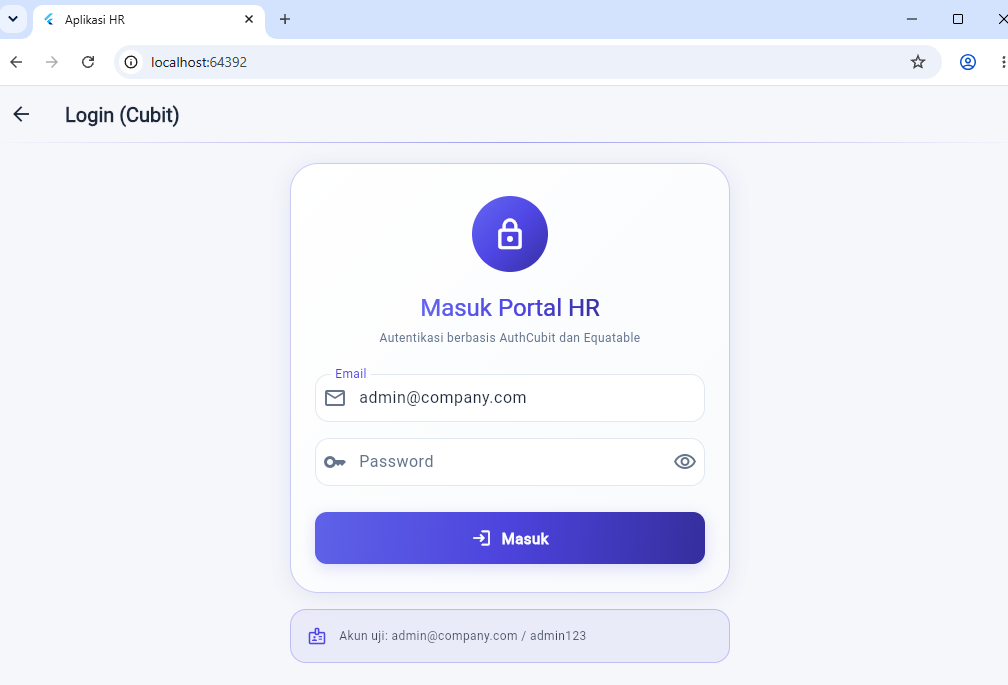 Aplikasi HR
localhost:64392
Login (Cubit)
Masuk Portal HR
Autentikasi berbasis AuthCubit dan Equatable
Email
admin@company.com
Password
Masuk
Akun uji: admin@company.com / admin123